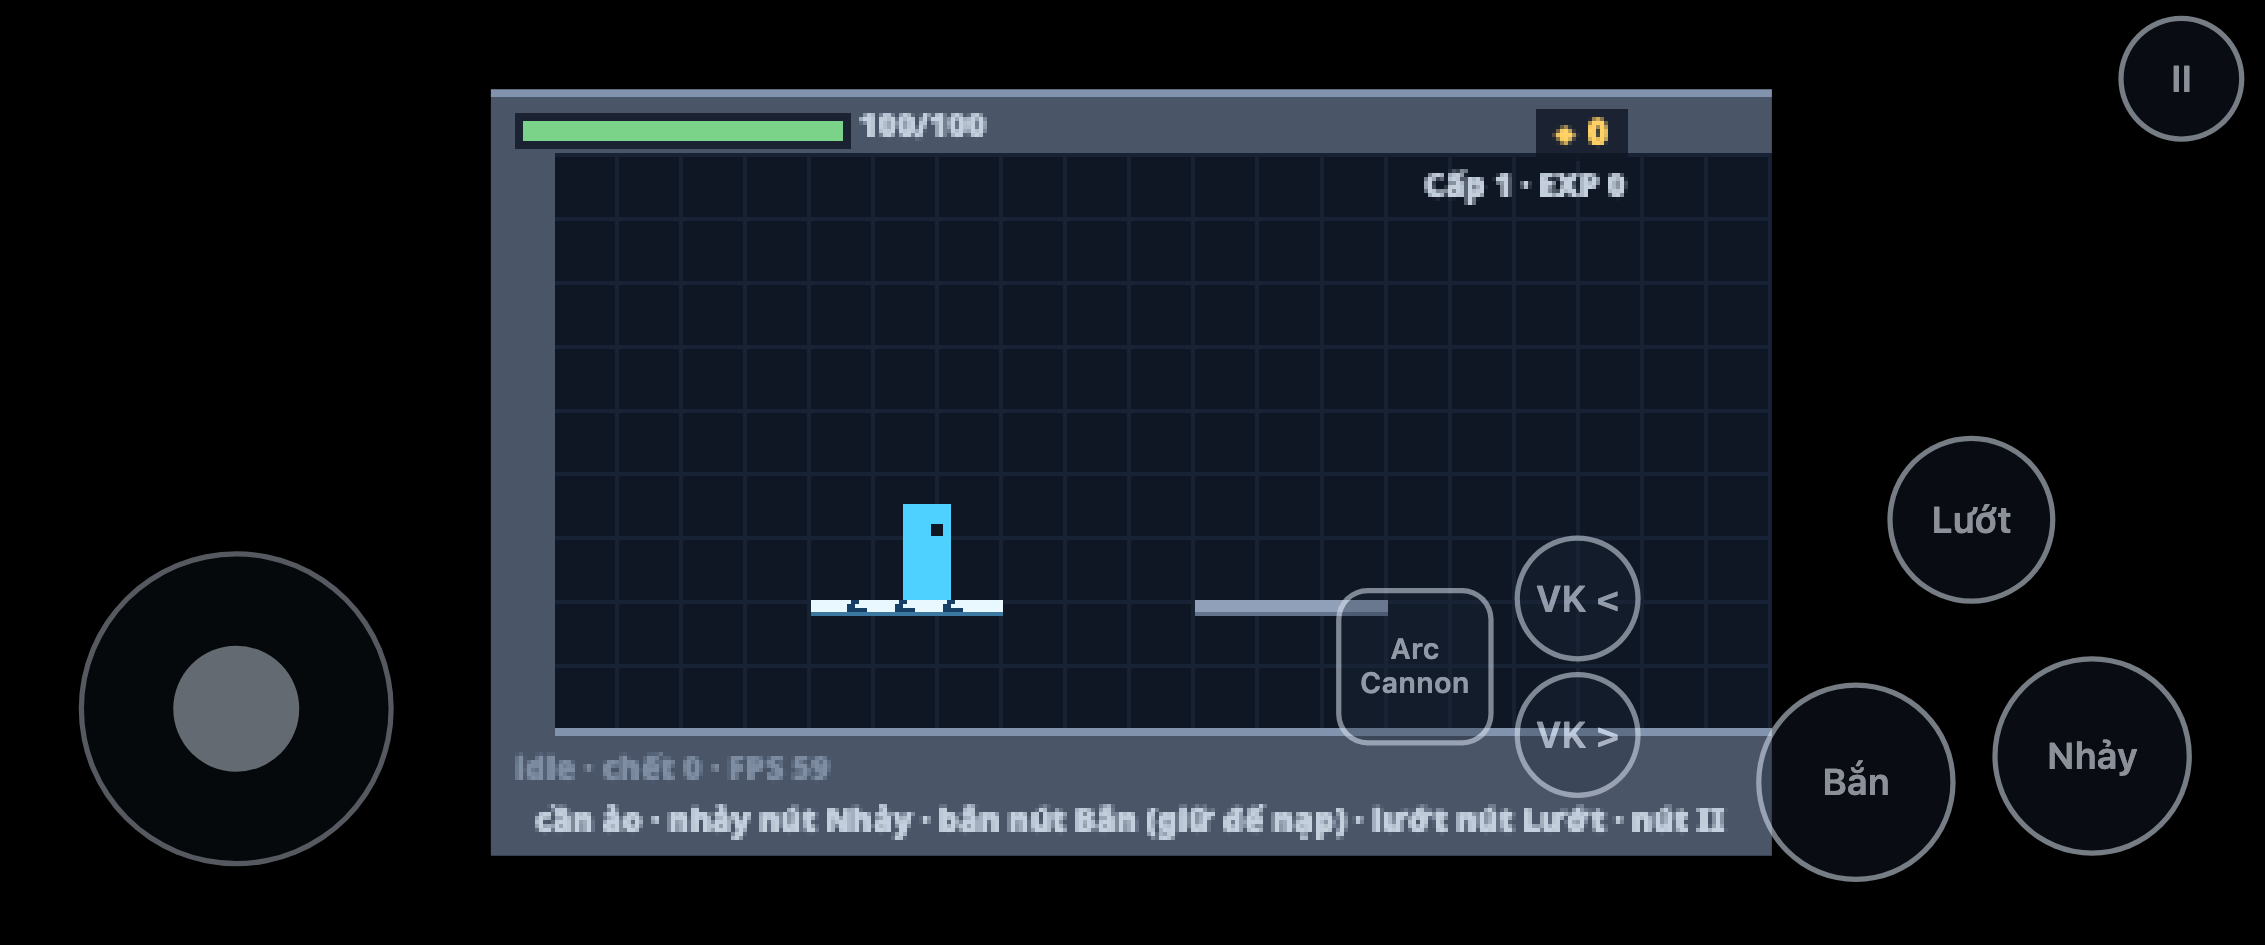 II
100/100
0
Cấp 1 · EXP 0
Lướt
VK <
Arc
Cannon
VK >
Bắn
Nhảy
Idle · chết 0 · FPS 59
cần ảo · nhảy nút Nhảy · bắn nút Bắn (giữ để nạp) · lướt nút Lướt · nút II